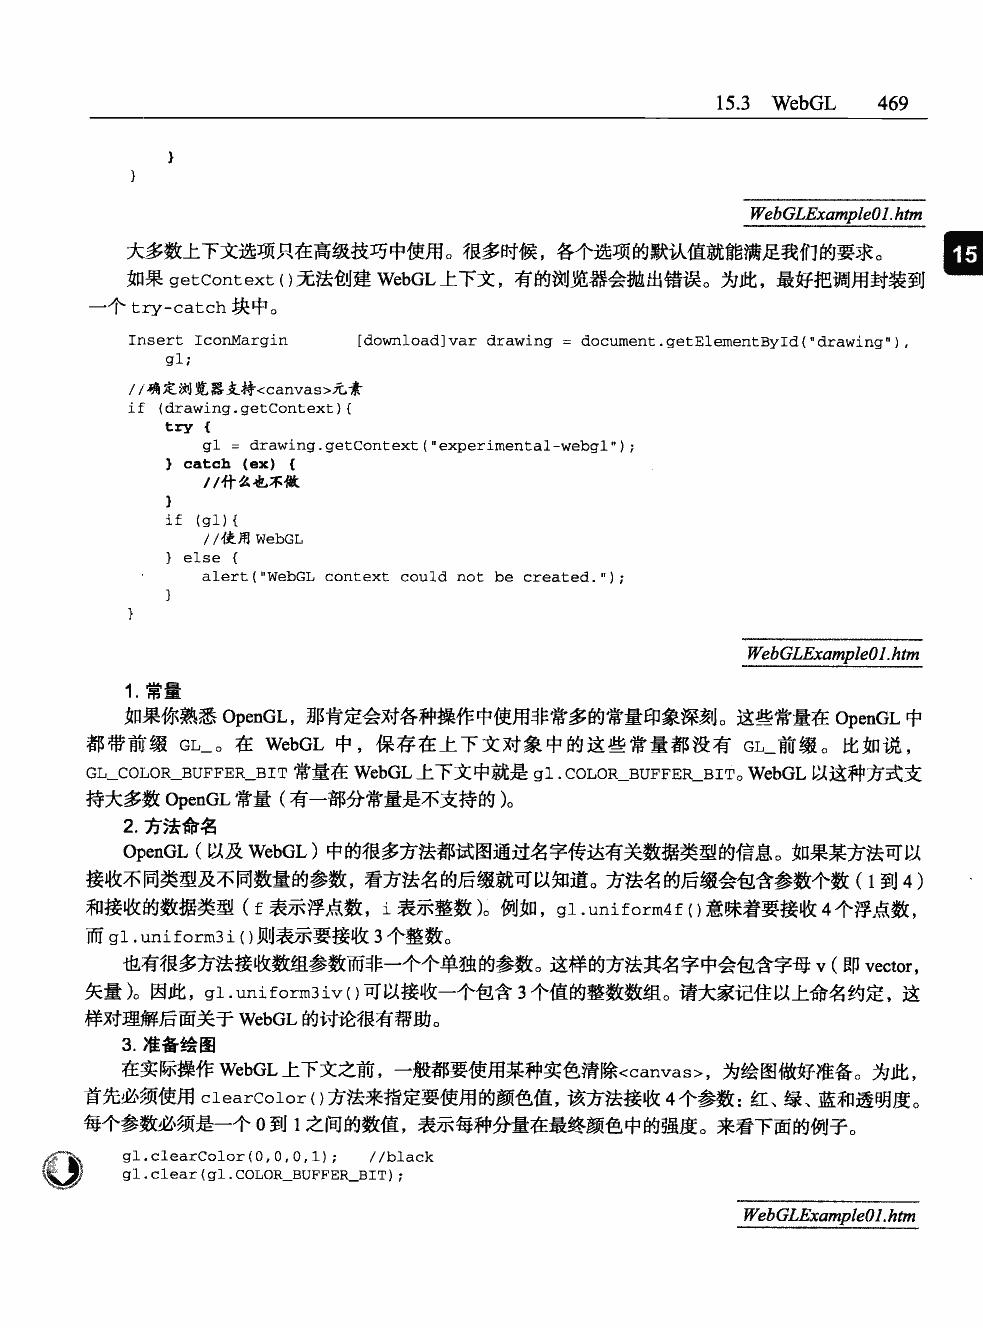 15.3 WebGL 469
}
}
WebGLExample01.htm
大多数上下文选项只在高级技巧中使用。很多时候，各个选项的默认值就能满足我们的要求。
15
如果 getContext()无法创建 WebGL 上下文，有的浏览器会抛出错误。为此，最好把调用封装到
一个 try-catch 块中。
Insert IconMargin [download]var drawing = document.getElementById("drawing"),
gl;
//确定浏览器支持<canvas>元素
if (drawing.getContext){
try {
gl = drawing.getContext("experimental-webgl");
} catch (ex) {
//什么也不做
}
if (gl){
//使用 WebGL
} else {
alert("WebGL context could not be created.");
}
}
WebGLExample01.htm
1. 常量
如果你熟悉 OpenGL，那肯定会对各种操作中使用非常多的常量印象深刻。这些常量在 OpenGL 中
都带前缀 GL_。在 WebGL 中，保存在上下文对象中的这些常量都没有 GL_前缀。比如说，
GL_COLOR_BUFFER_BIT 常量在 WebGL 上下文中就是 gl.COLOR_BUFFER_BIT。WebGL 以这种方式支
持大多数 OpenGL 常量（有一部分常量是不支持的）。
2. 方法命名
OpenGL（以及 WebGL）中的很多方法都试图通过名字传达有关数据类型的信息。如果某方法可以
接收不同类型及不同数量的参数，看方法名的后缀就可以知道。方法名的后缀会包含参数个数（1 到 4）
和接收的数据类型（f 表示浮点数，i 表示整数）。例如，gl.uniform4f()意味着要接收 4 个浮点数，
而 gl.uniform3i()则表示要接收 3 个整数。
也有很多方法接收数组参数而非一个个单独的参数。这样的方法其名字中会包含字母 v（即 vector，
矢量）。因此，gl.uniform3iv()可以接收一个包含 3 个值的整数数组。请大家记住以上命名约定，这
样对理解后面关于 WebGL 的讨论很有帮助。
3. 准备绘图
在实际操作 WebGL 上下文之前，一般都要使用某种实色清除<canvas>，为绘图做好准备。为此，
首先必须使用 clearColor()方法来指定要使用的颜色值，该方法接收 4 个参数：红、绿、蓝和透明度。
每个参数必须是一个 0 到 1 之间的数值，表示每种分量在最终颜色中的强度。来看下面的例子。
gl.clearColor(0,0,0,1); //black
gl.clear(gl.COLOR_BUFFER_BIT);
WebGLExample01.htm